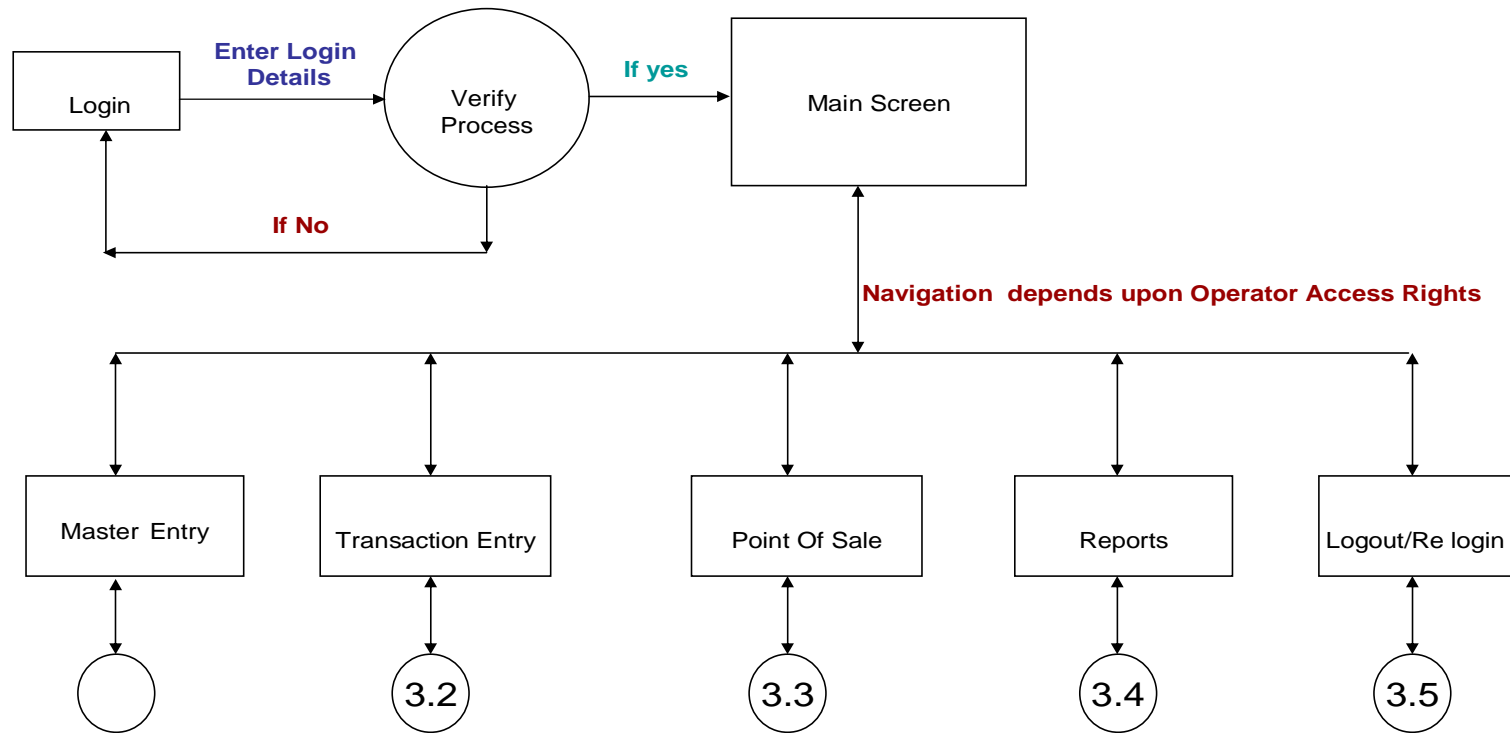 Enter Login
Details
If yes
Login
Verify
Process
Main Screen
If No
Navigation depends upon Operator Access Rights
Master Entry
Transaction Entry
Point Of Sale
Reports
Logout/Re login
3.2
3.3
3.4
3.5